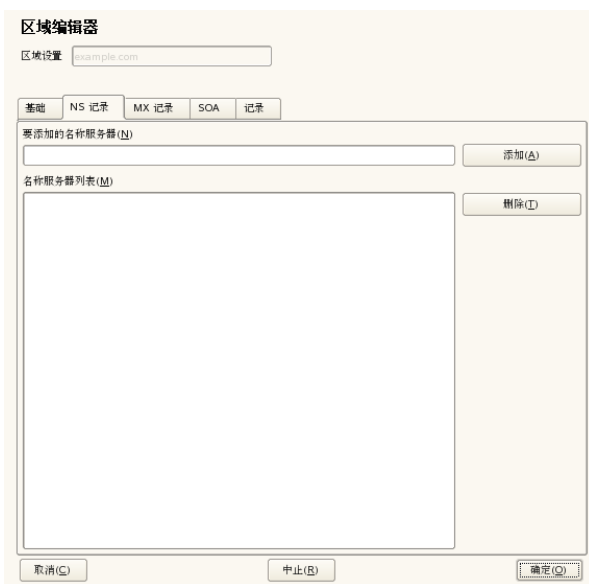 区域编辑器
区域设置 example.com
基础 NS 记录 MX 记录 SOA 记录
要添加的名称服务器(N)
添加(A)
名称服务器列表(M)
删除(T)
取消(C) 中止(R) 确定(O)